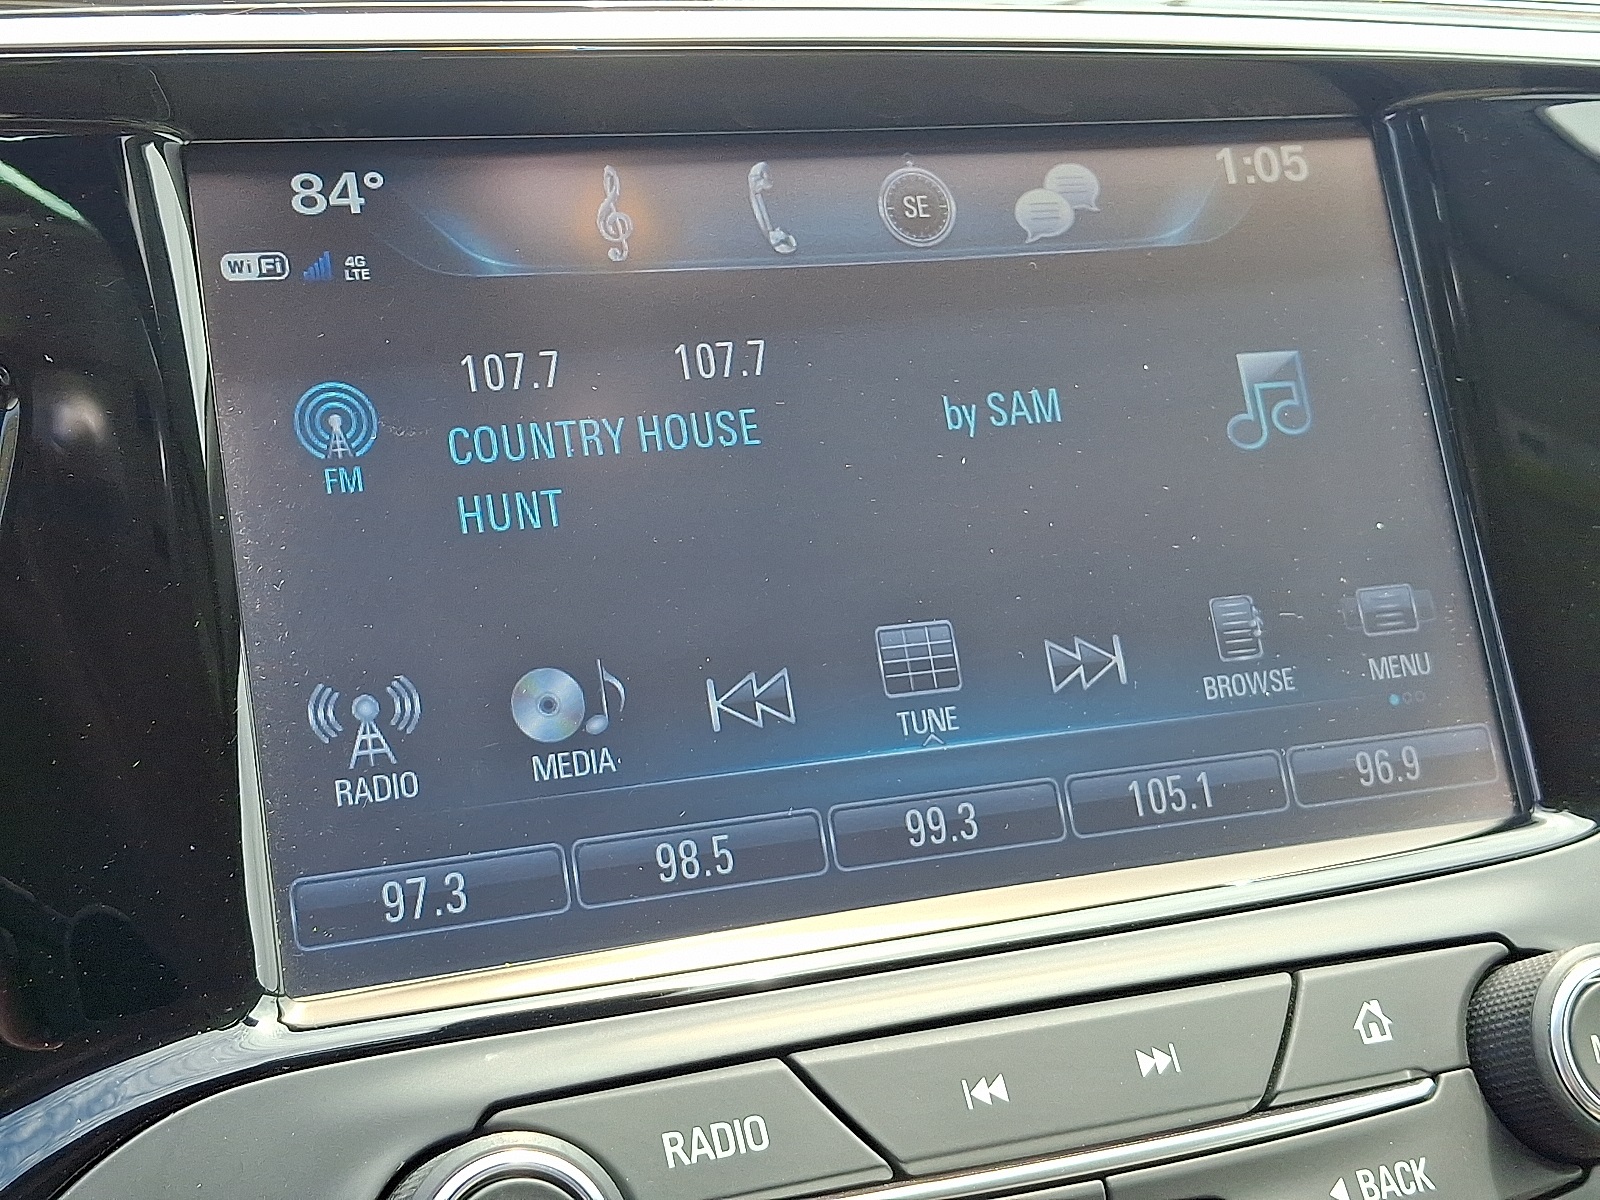 84° SE 1:05
WiFi 4G LTE
107.7 107.7
COUNTRY HOUSE by SAM
HUNT
FM
RADIO MEDIA TUNE BROWSE MENU
97.3 98.5 99.3 105.1 96.9
RADIO
BACK